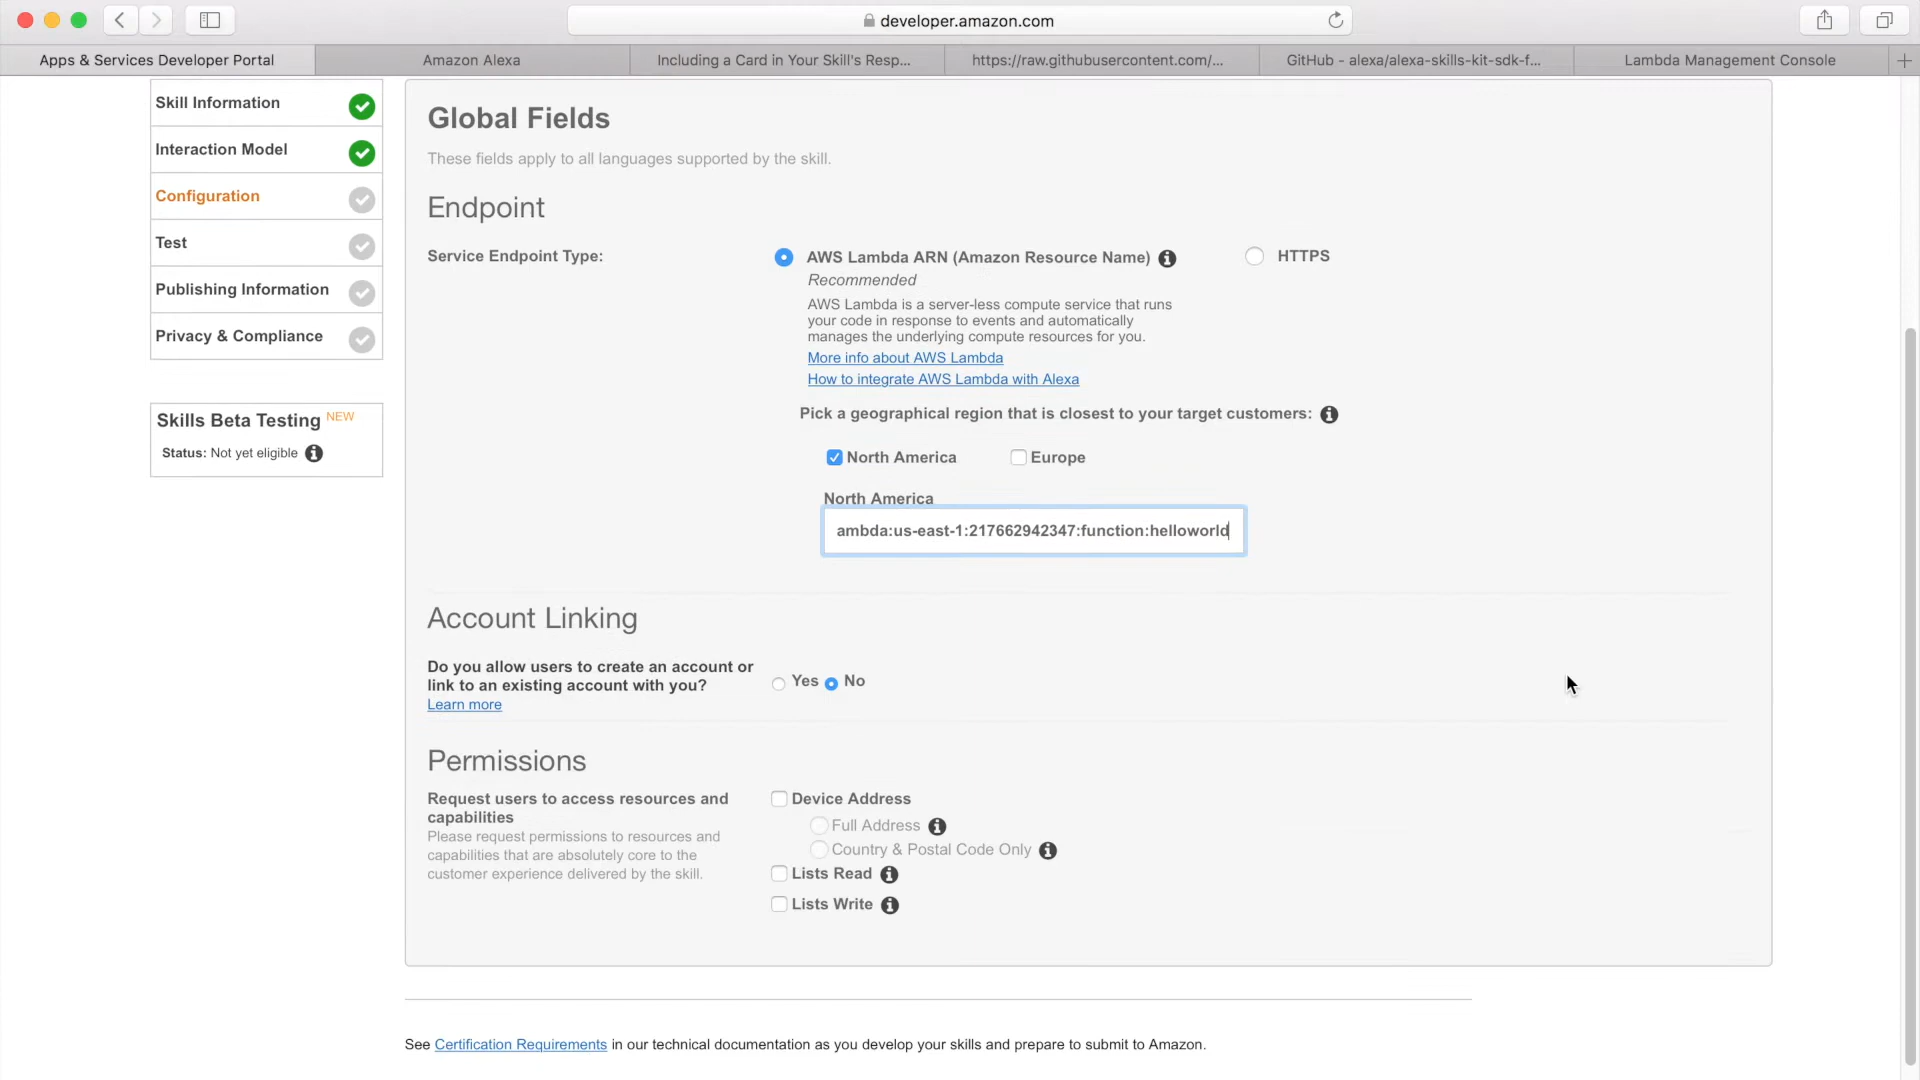 developer.amazon.com
Apps & Services Developer Portal
Amazon Alexa
Including a Card in Your Skill's Resp...
https://raw.githubusercontent.com/...
GitHub - alexa/alexa-skills-kit-sdk-f...
Lambda Management Console
Skill Information
Interaction Model
Configuration
Test
Publishing Information
Privacy & Compliance
Skills Beta Testing NEW
Status: Not yet eligible
Global Fields
These fields apply to all languages supported by the skill.
Endpoint
Service Endpoint Type:
AWS Lambda ARN (Amazon Resource Name)
HTTPS
Recommended
AWS Lambda is a server-less compute service that runs
your code in response to events and automatically
manages the underlying compute resources for you.
More info about AWS Lambda
How to integrate AWS Lambda with Alexa
Pick a geographical region that is closest to your target customers:
North America
Europe
North America
ambda:us-east-1:217662942347:function:helloworld
Account Linking
Do you allow users to create an account or
link to an existing account with you?
Learn more
Yes
No
Permissions
Request users to access resources and
capabilities
Please request permissions to resources and
capabilities that are absolutely core to the
customer experience delivered by the skill.
Device Address
Full Address
Country & Postal Code Only
Lists Read
Lists Write
See Certification Requirements in our technical documentation as you develop your skills and prepare to submit to Amazon.